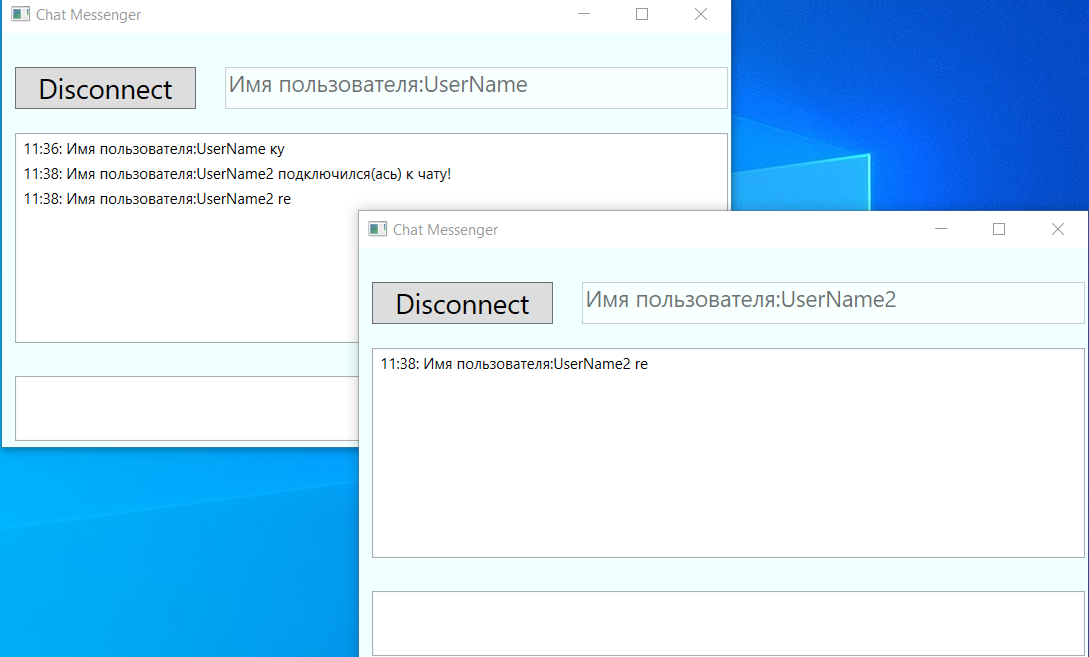 Chat Messenger
Disconnect
Имя пользователя:UserName
11:36: Имя пользователя:UserName ку
11:38: Имя пользователя:UserName2 подключился(ась) к чату!
11:38: Имя пользователя:UserName2 re
Chat Messenger
Disconnect
Имя пользователя:UserName2
11:38: Имя пользователя:UserName2 re